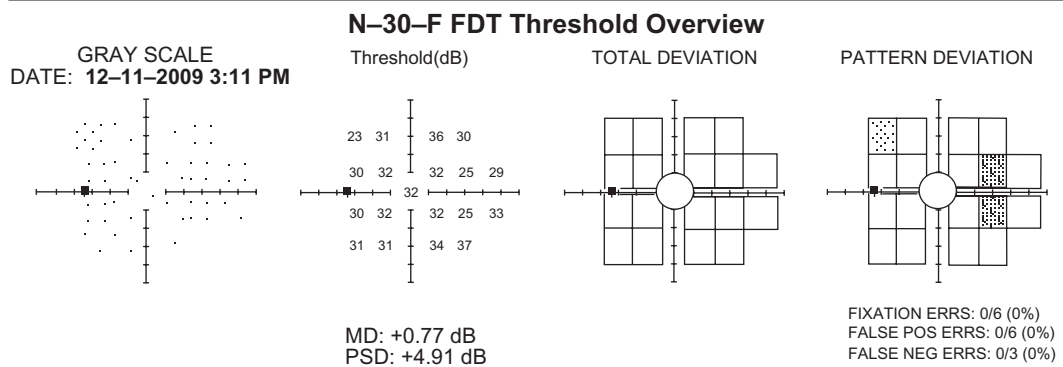 N–30–F FDT Threshold Overview
GRAY SCALE
DATE: 12–11–2009 3:11 PM
Threshold(dB)
TOTAL DEVIATION
PATTERN DEVIATION
23 31 36 30
30 32 32 25 29
32
30 32 32 25 33
31 31 34 37
MD: +0.77 dB
PSD: +4.91 dB
FIXATION ERRS: 0/6 (0%)
FALSE POS ERRS: 0/6 (0%)
FALSE NEG ERRS: 0/3 (0%)